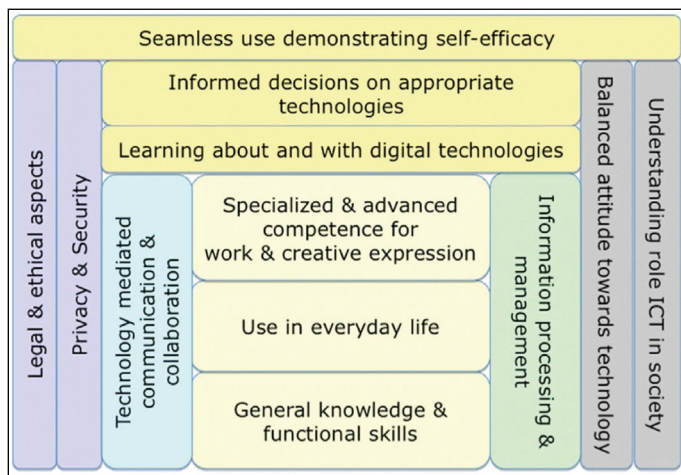 Seamless use demonstrating self-efficacy
Legal & ethical aspects
Privacy & Security
Informed decisions on appropriate
technologies
Learning about and with digital technologies
Technology mediated
communication &
collaboration
Specialized & advanced
competence for
work & creative expression
Use in everyday life
General knowledge &
functional skills
Information processing &
management
Balanced attitude towards technology
Understanding role ICT in society